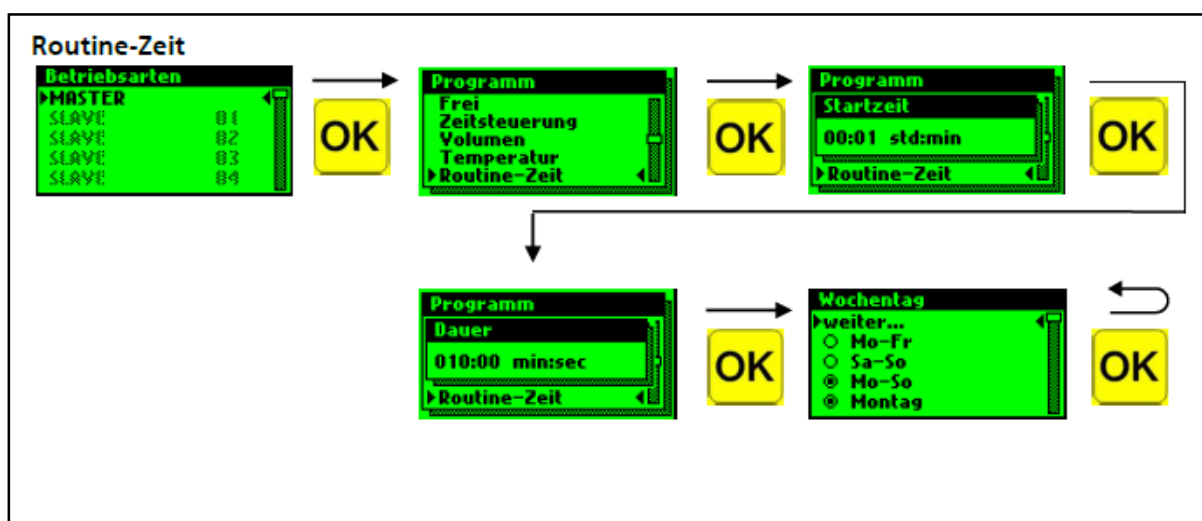 Routine-Zeit
Betriebsarten
MASTER
SLAVE 81
SLAVE 82
SLAVE 83
SLAVE 84
OK
Programm
Frei
Zeitsteuerung
Volumen
Temperatur
Routine-Zeit
OK
Programm
Startzeit
00:01 std:min
Routine-Zeit
OK
Programm
Dauer
010:00 min:sec
Routine-Zeit
OK
Wochentag
weiter...
Mo-Fr
Sa-So
Mo-So
Montag
OK